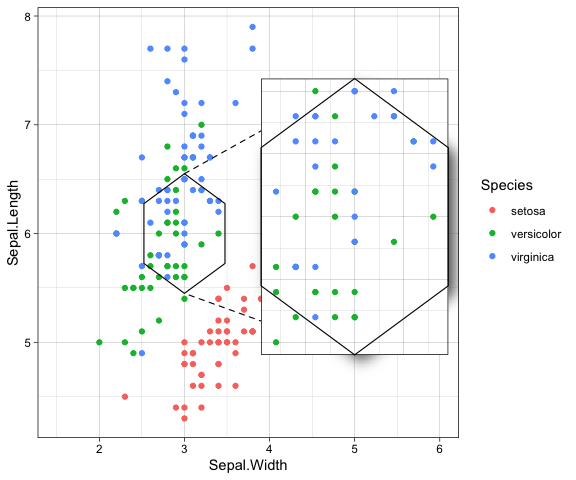 8
7
6
5
Sepal.Length
2
3
4
5
6
Sepal.Width
Species
setosa
versicolor
virginica